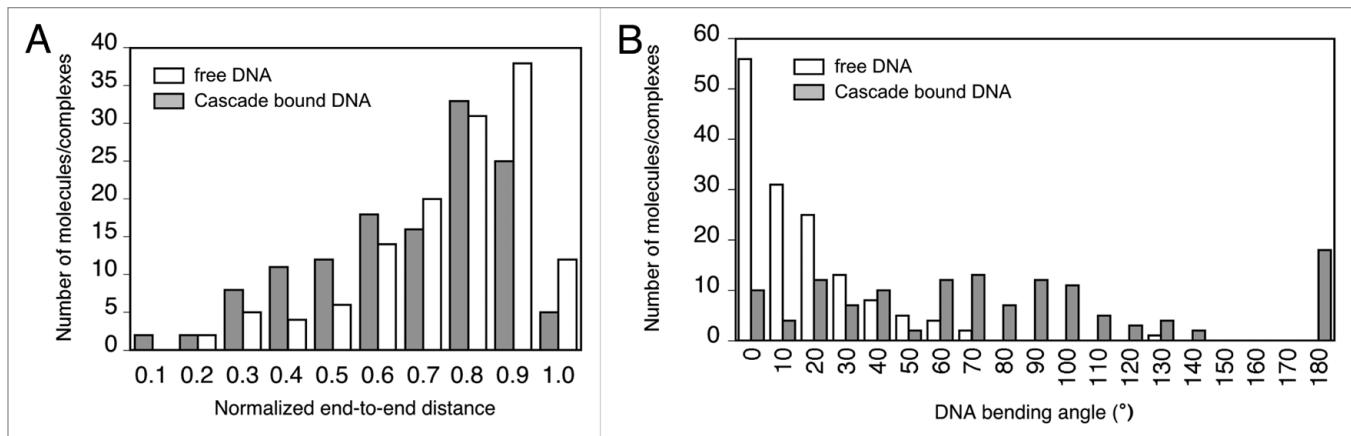 A
Number of molecules/complexes
40
35
30
25
20
15
10
5
0
free DNA
Cascade bound DNA
0.1 0.2 0.3 0.4 0.5 0.6 0.7 0.8 0.9 1.0
Normalized end-to-end distance
B
Number of molecules/complexes
60
50
40
30
20
10
0
free DNA
Cascade bound DNA
0 10 20 30 40 50 60 70 80 90 100 110 120 130 140 150 160 170 180
DNA bending angle (°)